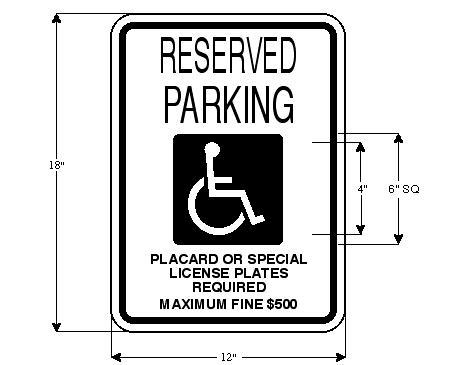 RESERVED
PARKING
18"
4"
6" SQ
PLACARD OR SPECIAL
LICENSE PLATES
REQUIRED
MAXIMUM FINE $500
12"